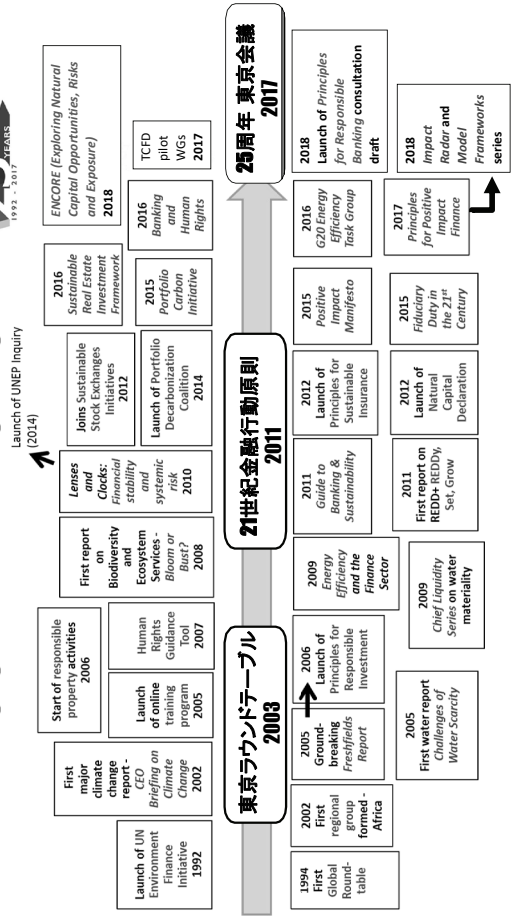 YEARS
1992 - 2017
Launch of UNEP Inquiry
(2014)
Launch of UN
Environment
Finance
Initiative
1992
First
major
climate
change
report -
CEO
Briefing on
Climate
Change
2002
Start of responsible
property activities
2006
Launch
of online
training
program
2005
Human
Rights
Guidance
Tool
2007
First report
on
Biodiversity
and
Ecosystem
Services -
Bloom or
Bust?
2008
Lenses
and
Clocks:
Financial
stability
and
systemic
risk
2010
Joins Sustainable
Stock Exchanges
Initiatives
2012
Launch of Portfolio
Decarbonization
Coalition
2014
2016
Sustainable
Real Estate
Investment
Framework
2015
Portfolio
Carbon
Initiative
ENCORE (Exploring Natural
Capital Opportunities, Risks
and Exposure)
2018
2016
Banking
and
Human
Rights
TCFD
pilot
WGs
2017
東京ラウンドテーブル
2003
21世紀金融行動原則
2011
25周年 東京会議
2017
1994 First
Global
Round-
table
2002 First
regional
group
formed -
Africa
2005
Ground-
breaking
Freshfields
Report
2006
Launch of
Principles for
Responsible
Investment
2005
First water report
Challenges of
Water Scarcity
2009
Energy
Efficiency
and the
Finance
Sector
2009
Chief Liquidity
Series on water
materiality
2011
Guide to
Banking &
Sustainability
2011
First report on
REDD+ REDDy,
Set, Grow
2012
Launch of
Principles for
Sustainable
Insurance
2012
Launch of
Natural
Capital
Declaration
2015
Positive
Impact
Manifesto
2015
Fiduciary
Duty in
the 21st
Century
2016
G20 Energy
Efficiency
Task Group
2017
Principles
for Positive
Impact
Finance
2018
Launch of Principles
for Responsible
Banking consultation
draft
2018
Impact
Radar and
Model
Frameworks
series